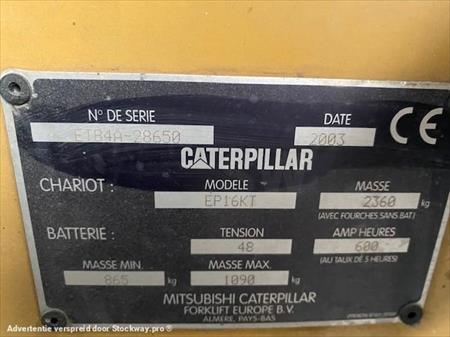 N° DE SERIE
DATE
ET84A-28650
2003
CE
CATERPILLAR
CHARIOT :
MODELE
MASSE
EP16KT
2360 kg
(AVEC FOURCHES SANS BAT.)
BATTERIE :
TENSION
AMP HEURES
48
600
(AU TAUX DE 5 HEURES)
MASSE MIN.
MASSE MAX.
865 kg
1090 kg
MITSUBISHI CATERPILLAR
FORKLIFT EUROPE B.V.
ALMERE, PAYS-BAS
Advertentie verspreid door Stockway.pro ®